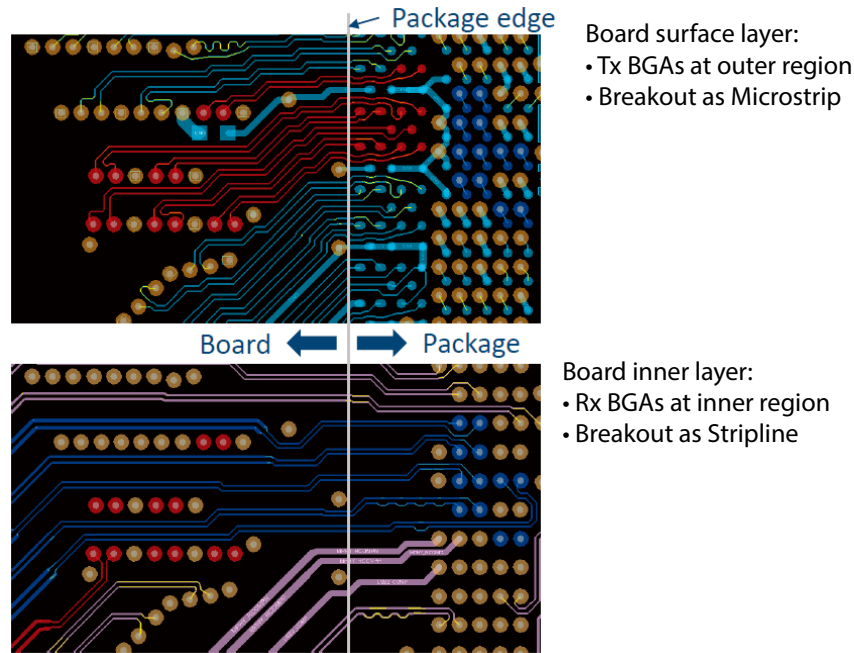 Package edge
Board surface layer:
• Tx BGAs at outer region
• Breakout as Microstrip
Board
Package
Board inner layer:
• Rx BGAs at inner region
• Breakout as Stripline